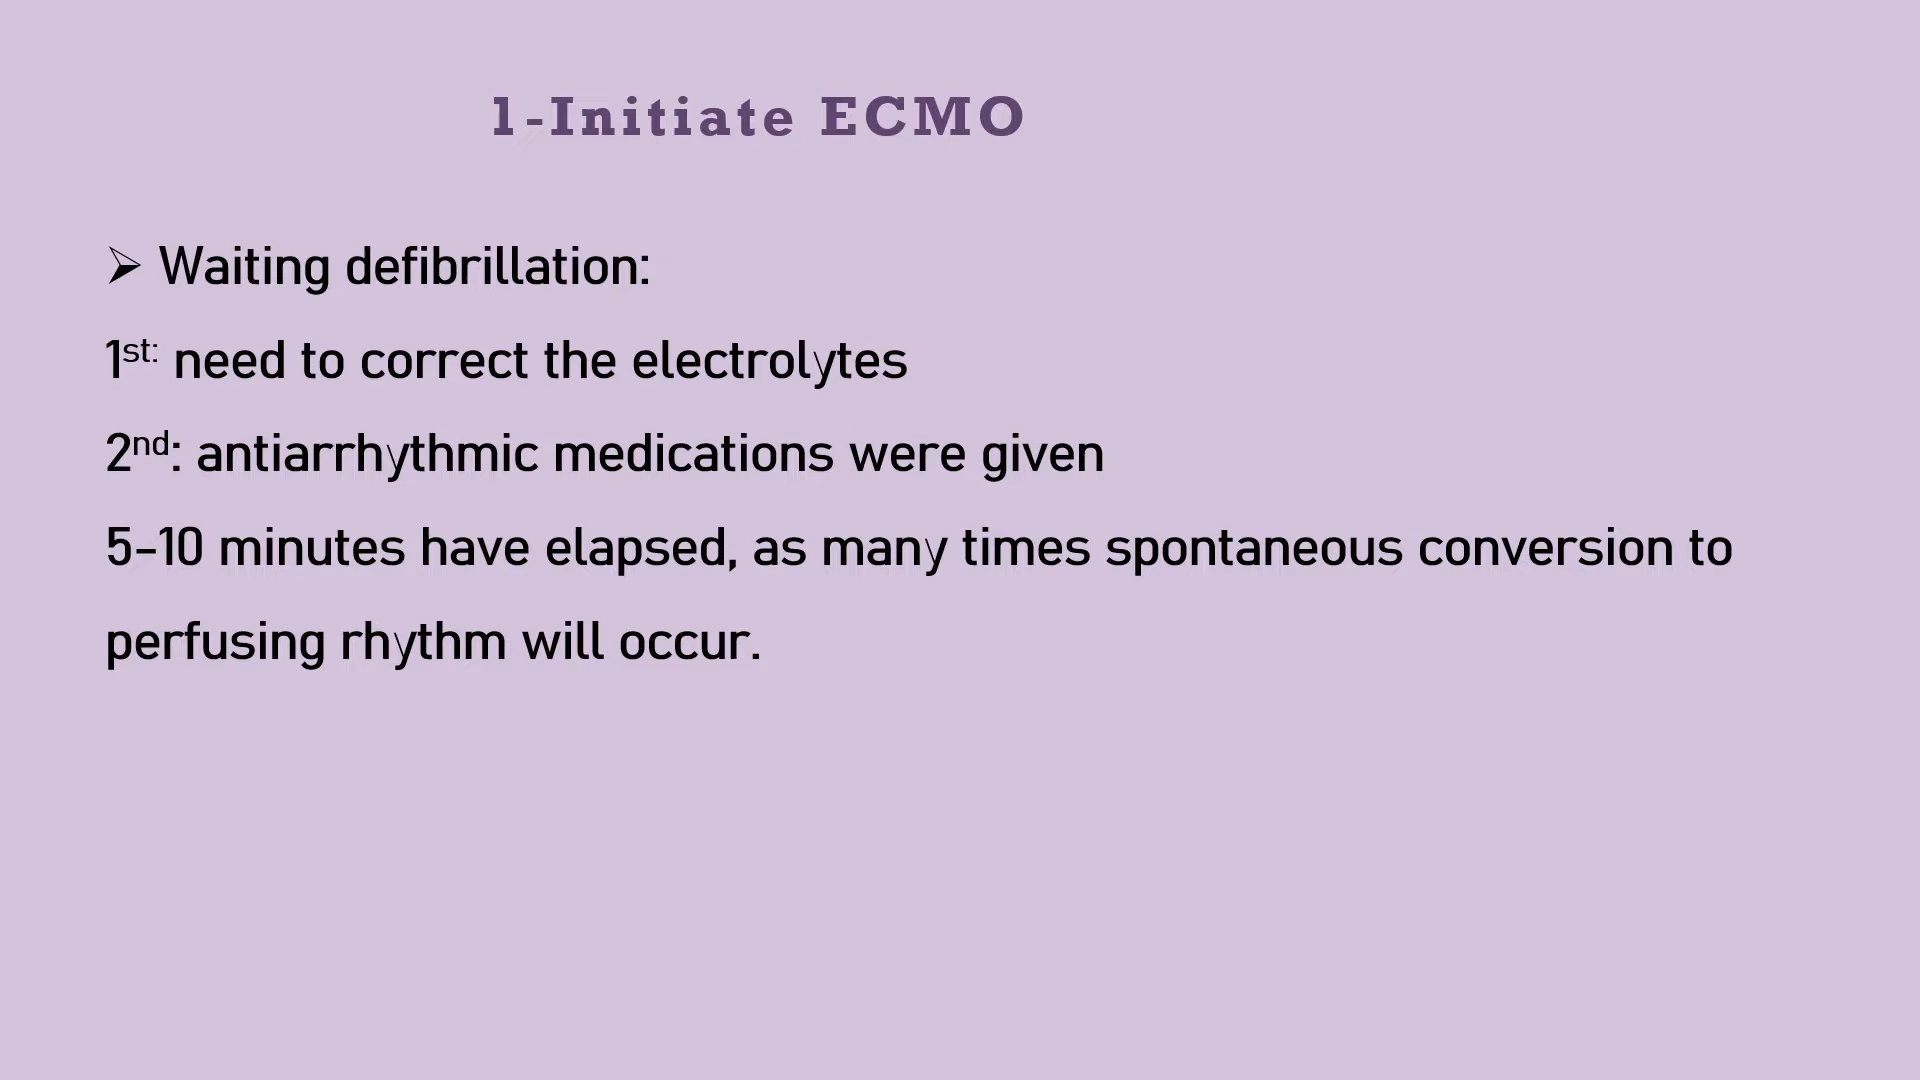 1-Initiate ECMO
➢ Waiting defibrillation:
1st: need to correct the electrolytes
2nd: antiarrhythmic medications were given
5-10 minutes have elapsed, as many times spontaneous conversion to
perfusing rhythm will occur.